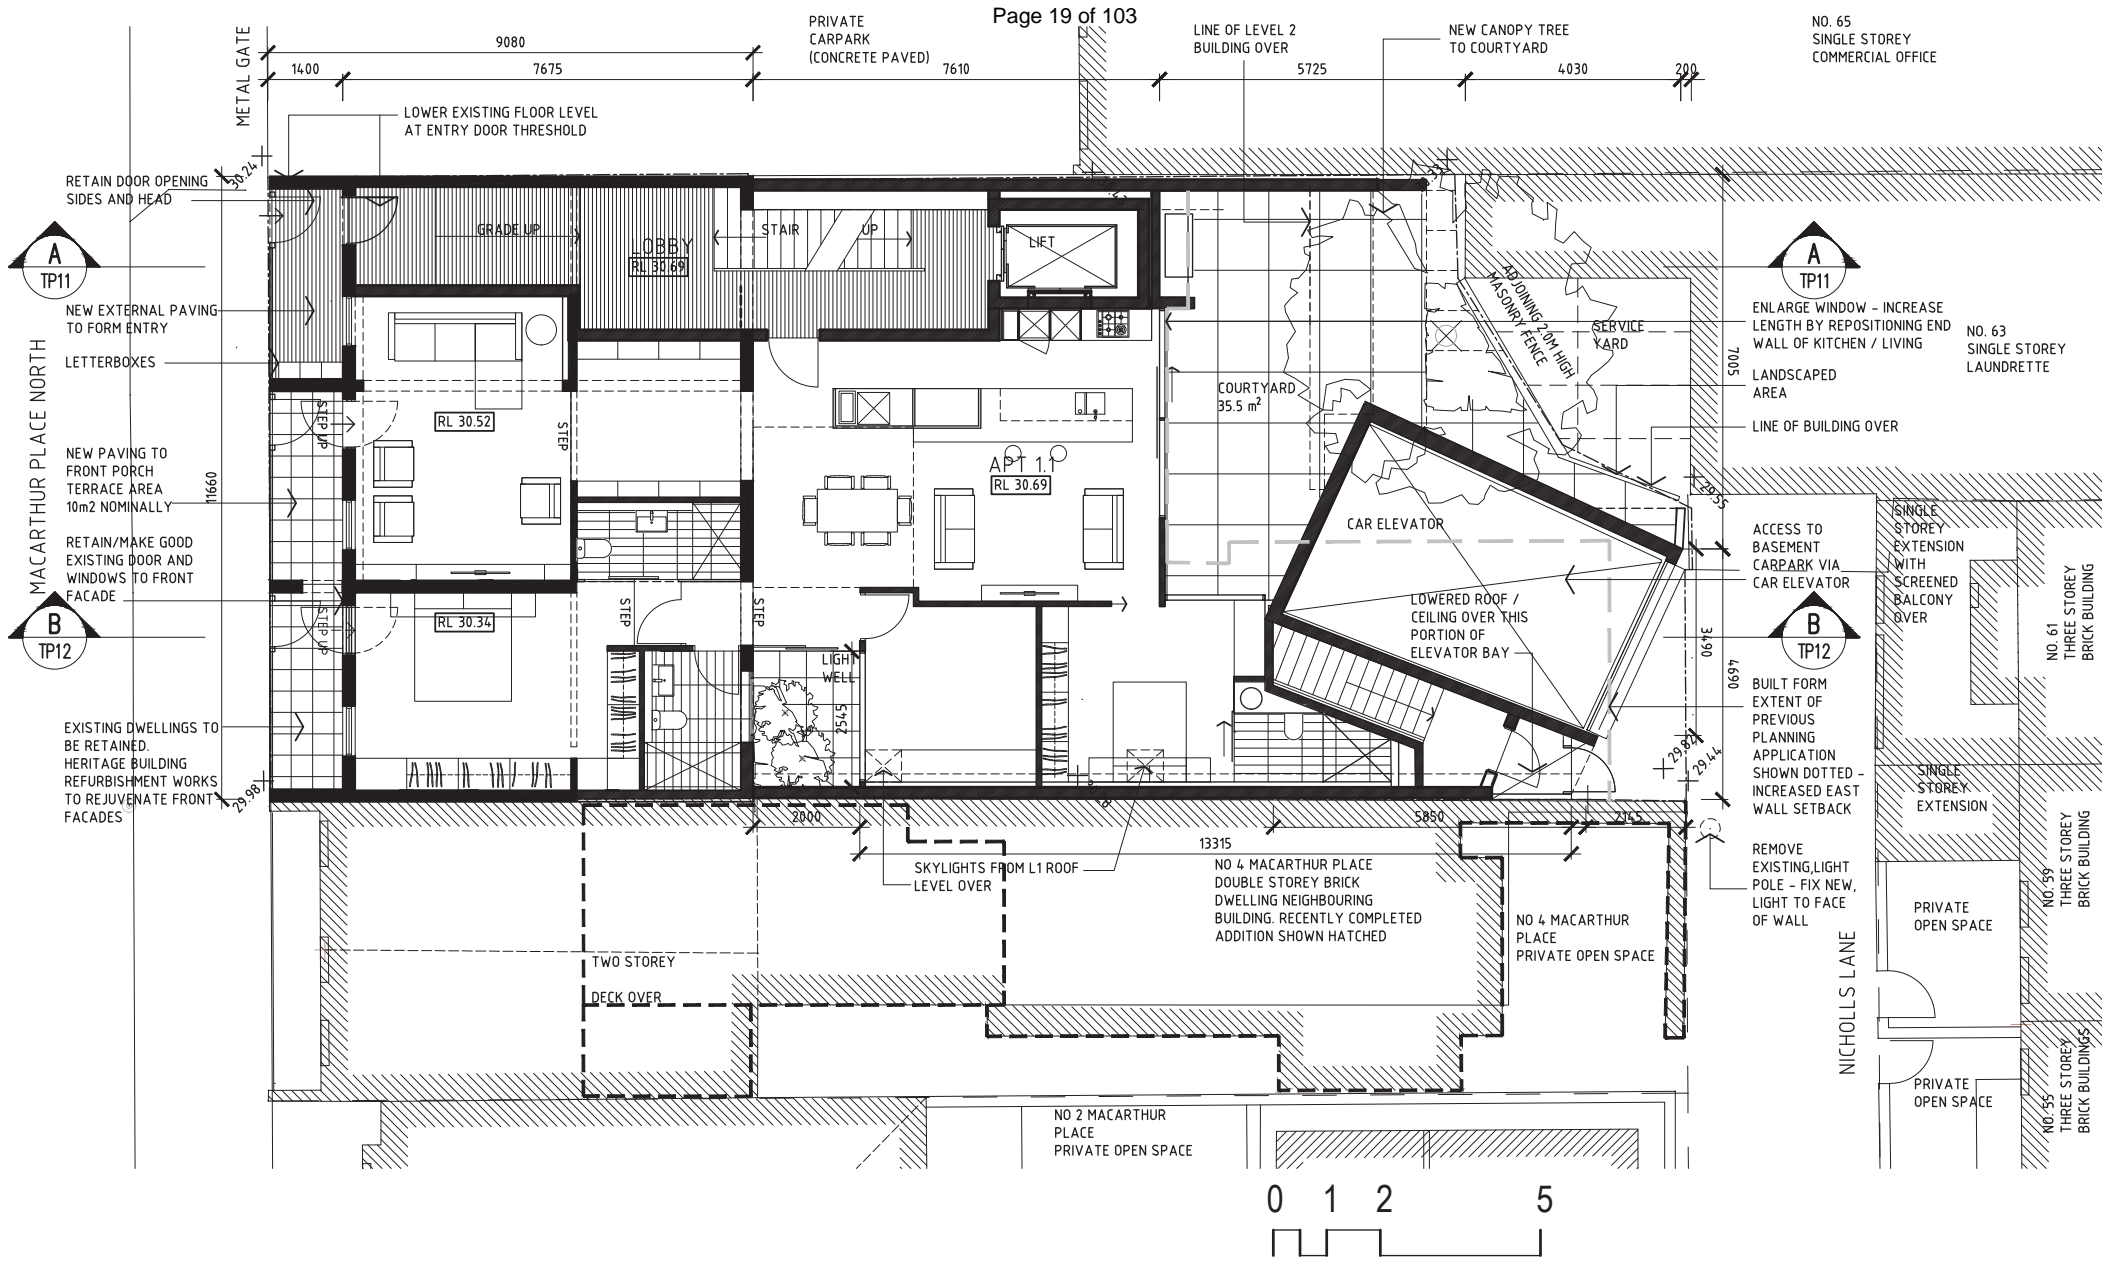 Page 19 of 103
METAL GATE
9080
PRIVATE
CARPARK
(CONCRETE PAVED)
LINE OF LEVEL 2
BUILDING OVER
NEW CANOPY TREE
TO COURTYARD
NO. 65
SINGLE STOREY
COMMERCIAL OFFICE
1400
7675
7610
5725
4030
200
LOWER EXISTING FLOOR LEVEL
AT ENTRY DOOR THRESHOLD
30.24
RETAIN DOOR OPENING
SIDES AND HEAD
A
TP11
GRADE UP
LOBBY
RL 30.69
STAIR
UP
LIFT
ADJOINING 2.0M HIGH
MASONRY FENCE
SERVICE
YARD
A
TP11
NEW EXTERNAL PAVING
TO FORM ENTRY
LETTERBOXES
ENLARGE WINDOW - INCREASE
LENGTH BY REPOSITIONING END
WALL OF KITCHEN / LIVING
NO. 63
SINGLE STOREY
LAUNDRETTE
7005
LANDSCAPED
AREA
COURTYARD
35.5 m²
LINE OF BUILDING OVER
MACARTHUR PLACE NORTH
11660
STEP UP
RL 30.52
STEP
APT 1.1
RL 30.69
NEW PAVING TO
FRONT PORCH
TERRACE AREA
10m2 NOMINALLY
RETAIN/MAKE GOOD
EXISTING DOOR AND
WINDOWS TO FRONT
FACADE
29.55
CAR ELEVATOR
ACCESS TO
BASEMENT
CARPARK VIA
CAR ELEVATOR
SINGLE
STOREY
EXTENSION
WITH
SCREENED
BALCONY
OVER
NO. 61
THREE STOREY
BRICK BUILDING
B
TP12
STEP UP
RL 30.34
STEP
STEP
LIGHT
WELL
2545
LOWERED ROOF /
CEILING OVER THIS
PORTION OF
ELEVATOR BAY
3490
4690
B
TP12
BUILT FORM
EXTENT OF
PREVIOUS
PLANNING
APPLICATION
SHOWN DOTTED -
INCREASED EAST
WALL SETBACK
EXISTING DWELLINGS TO
BE RETAINED.
HERITAGE BUILDING
REFURBISHMENT WORKS
TO REJUVENATE FRONT
FACADES
29.98
29.82
29.44
SINGLE
STOREY
EXTENSION
2000
5850
2145
13315
SKYLIGHTS FROM L1 ROOF
LEVEL OVER
NO 4 MACARTHUR PLACE
DOUBLE STOREY BRICK
DWELLING NEIGHBOURING
BUILDING. RECENTLY COMPLETED
ADDITION SHOWN HATCHED
REMOVE
EXISTING LIGHT
POLE - FIX NEW
LIGHT TO FACE
OF WALL
NO 4 MACARTHUR
PLACE
PRIVATE OPEN SPACE
PRIVATE
OPEN SPACE
NO. 59
THREE STOREY
BRICK BUILDING
TWO STOREY
DECK OVER
NICHOLLS LANE
PRIVATE
OPEN SPACE
NO. 55
THREE STOREY
BRICK BUILDINGS
NO 2 MACARTHUR
PLACE
PRIVATE OPEN SPACE
0 1 2 5